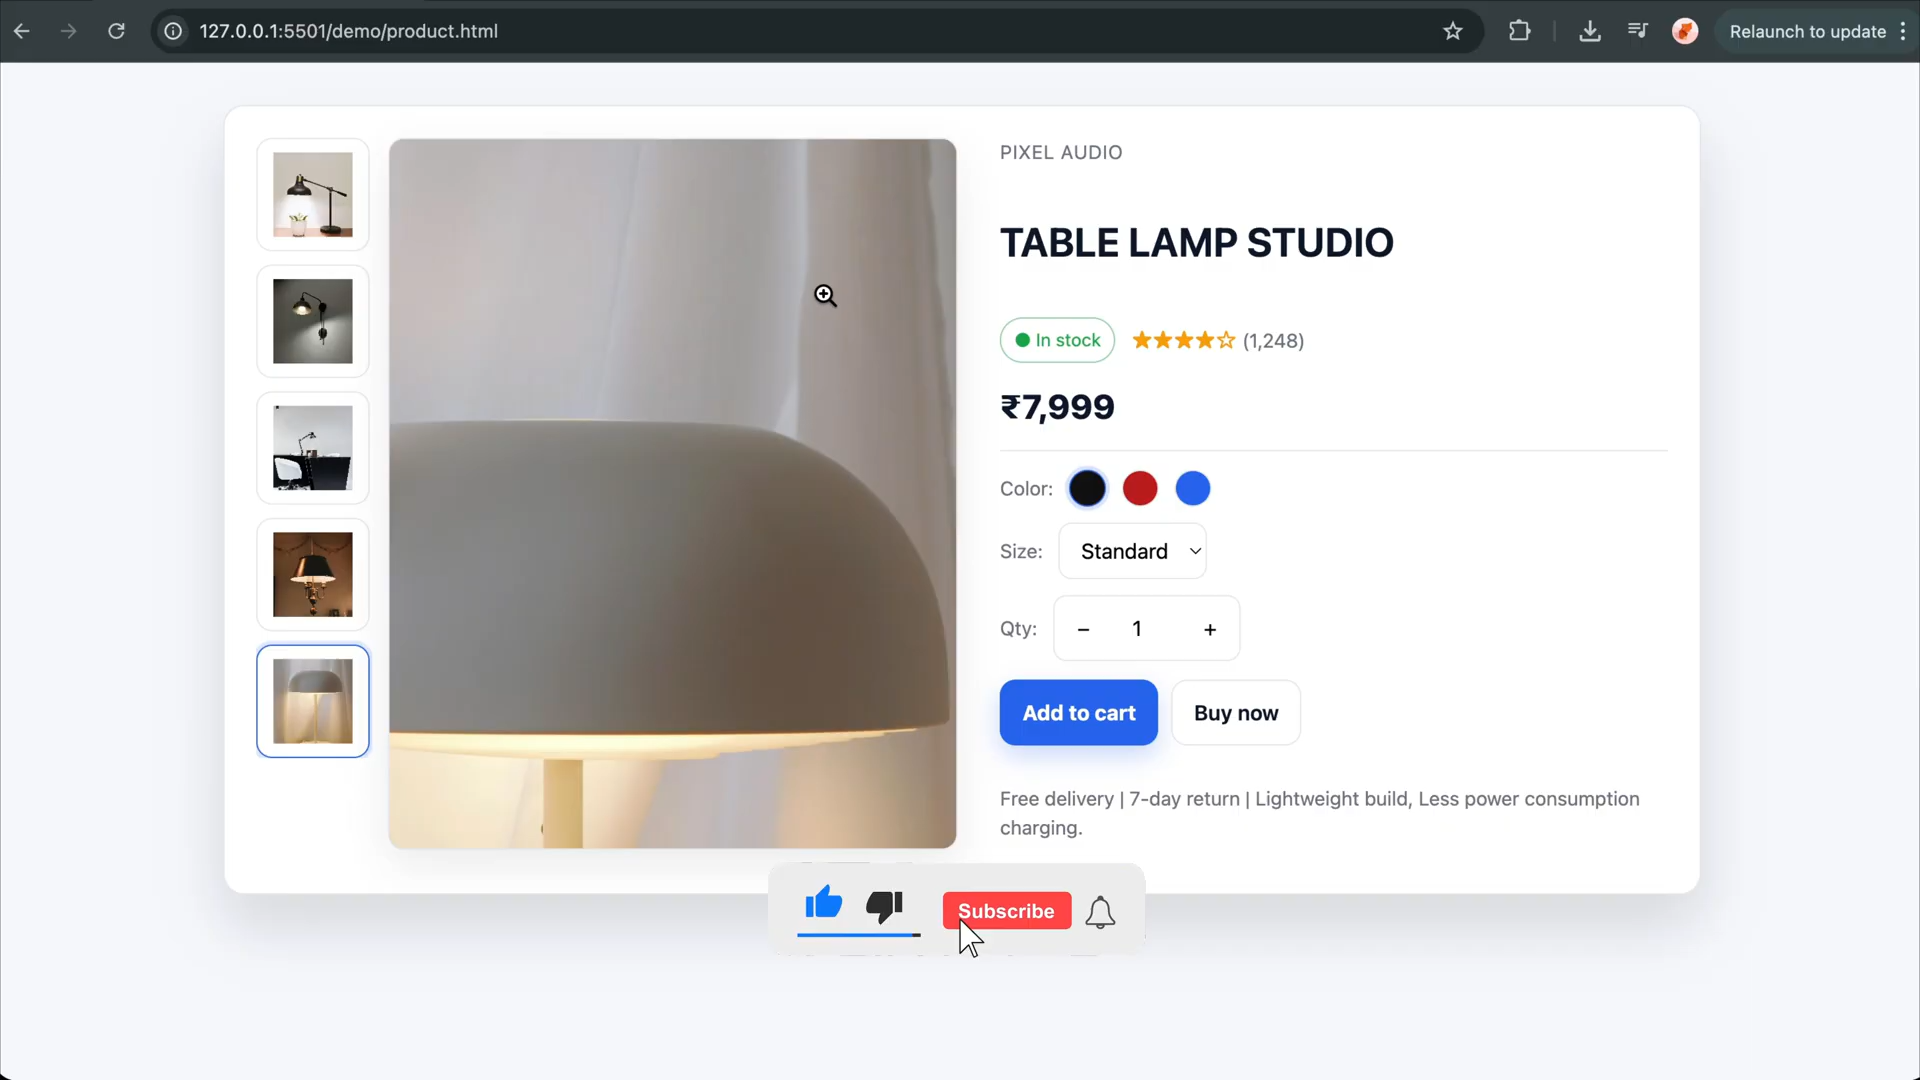 127.0.0.1:5501/demo/product.html
Relaunch to update
PIXEL AUDIO
TABLE LAMP STUDIO
In stock
★★★★☆ (1,248)
₹7,999
Color:
Size: Standard
Qty: − 1 +
Add to cart
Buy now
Free delivery | 7-day return | Lightweight build, Less power consumption
charging.
Subscribe